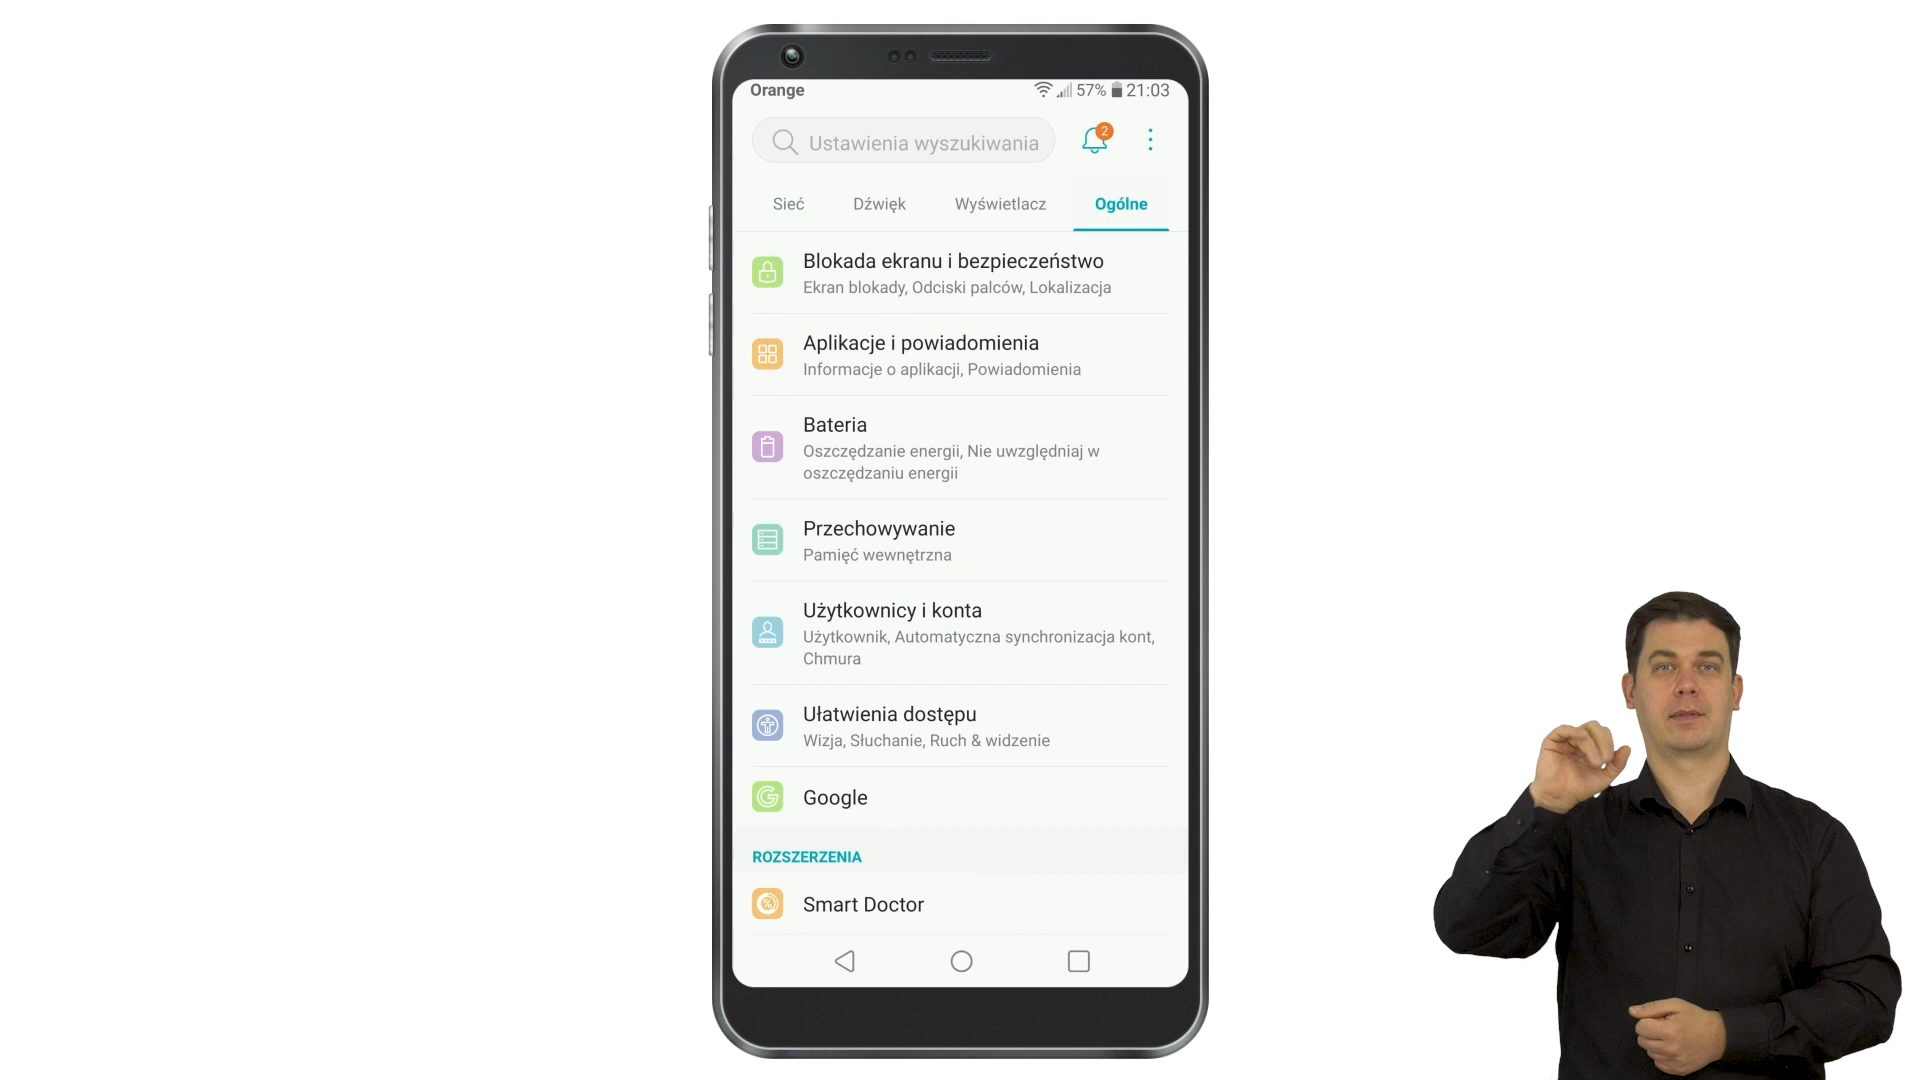 Orange
57% 21:03
Ustawienia wyszukiwania
2
Sieć Dźwięk Wyświetlacz Ogólne
Blokada ekranu i bezpieczeństwo
Ekran blokady, Odciski palców, Lokalizacja
Aplikacje i powiadomienia
Informacje o aplikacji, Powiadomienia
Bateria
Oszczędzanie energii, Nie uwzględniaj w
oszczędzaniu energii
Przechowywanie
Pamięć wewnętrzna
Użytkownicy i konta
Użytkownik, Automatyczna synchronizacja kont,
Chmura
Ułatwienia dostępu
Wizja, Słuchanie, Ruch & widzenie
Google
ROZSZERZENIA
Smart Doctor